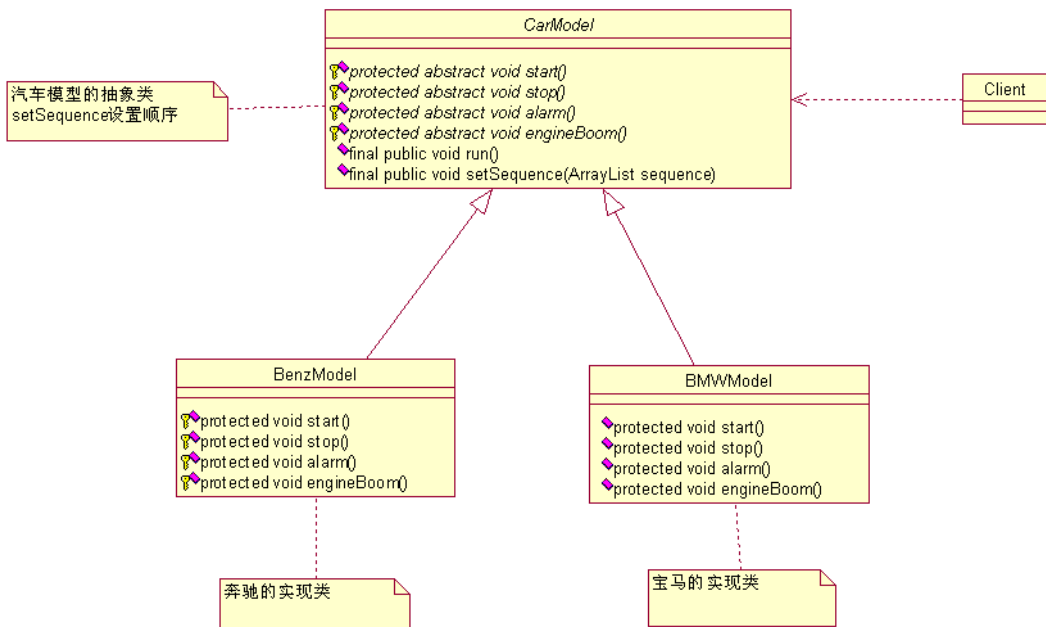 CarModel
protected abstract void start()
protected abstract void stop()
protected abstract void alarm()
protected abstract void engineBoom()
final public void run()
final public void setSequence(ArrayList sequence)
汽车模型的抽象类
setSequence设置顺序
Client
BenzModel
protected void start()
protected void stop()
protected void alarm()
protected void engineBoom()
BMWModel
protected void start()
protected void stop()
protected void alarm()
protected void engineBoom()
奔驰的实现类
宝马的实现类